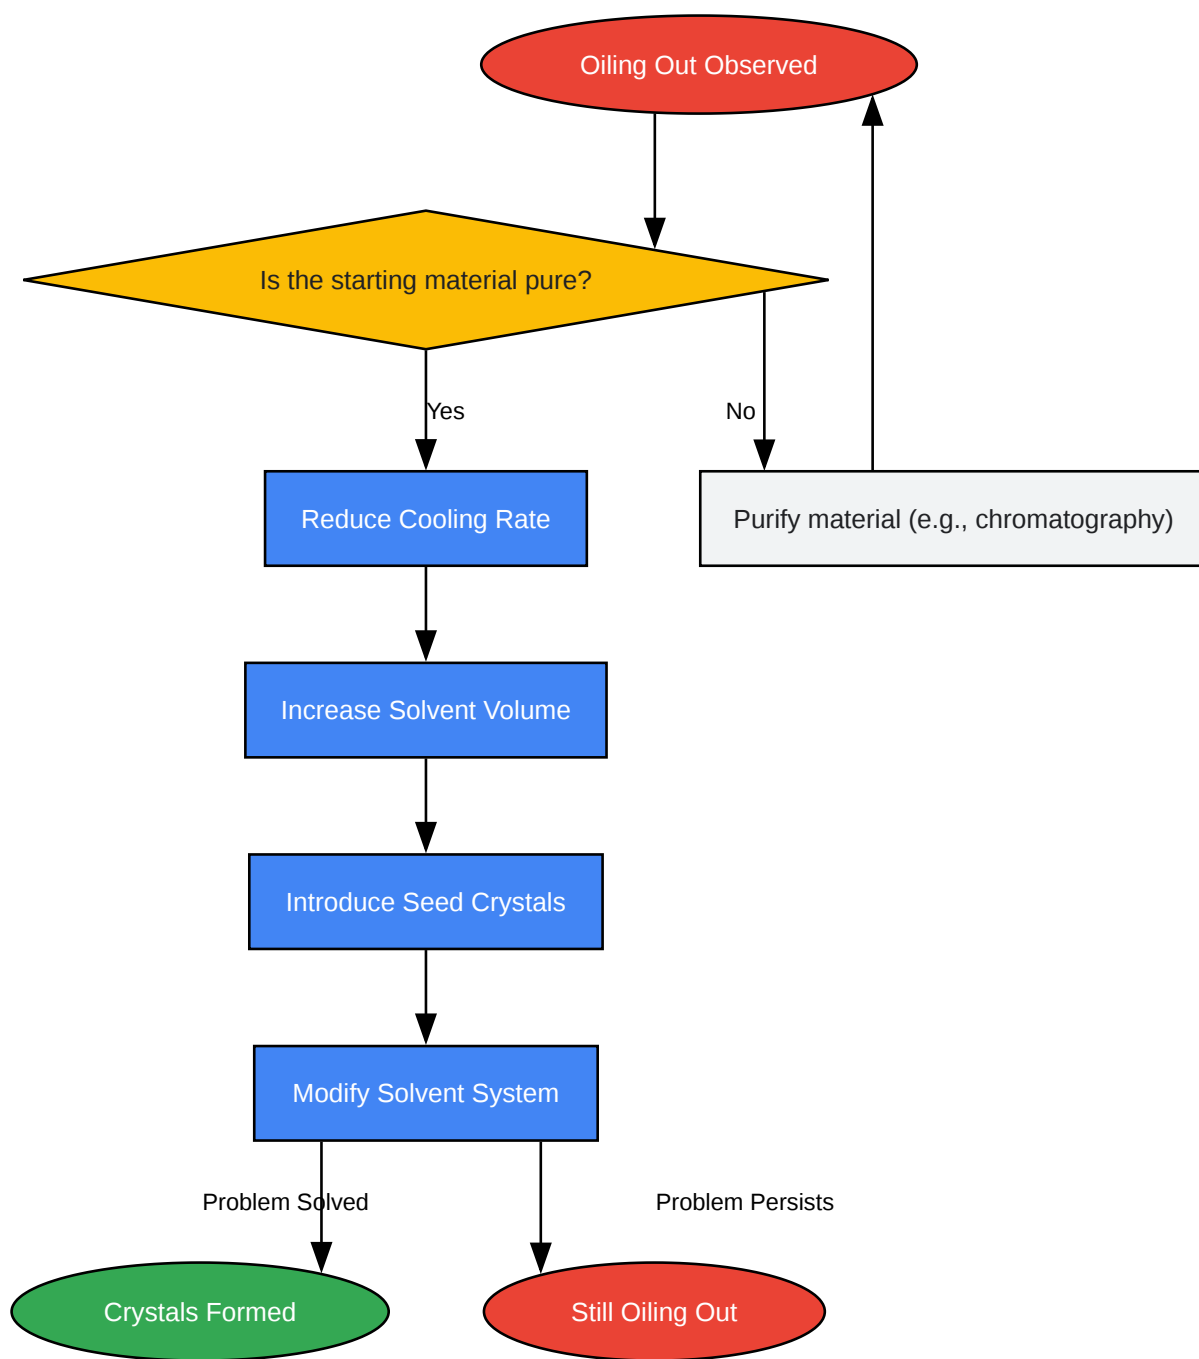 Oiling Out Observed
Is the starting material pure?
Yes
No
Reduce Cooling Rate
Purify material (e.g., chromatography)
Increase Solvent Volume
Introduce Seed Crystals
Modify Solvent System
Problem Solved
Problem Persists
Crystals Formed
Still Oiling Out